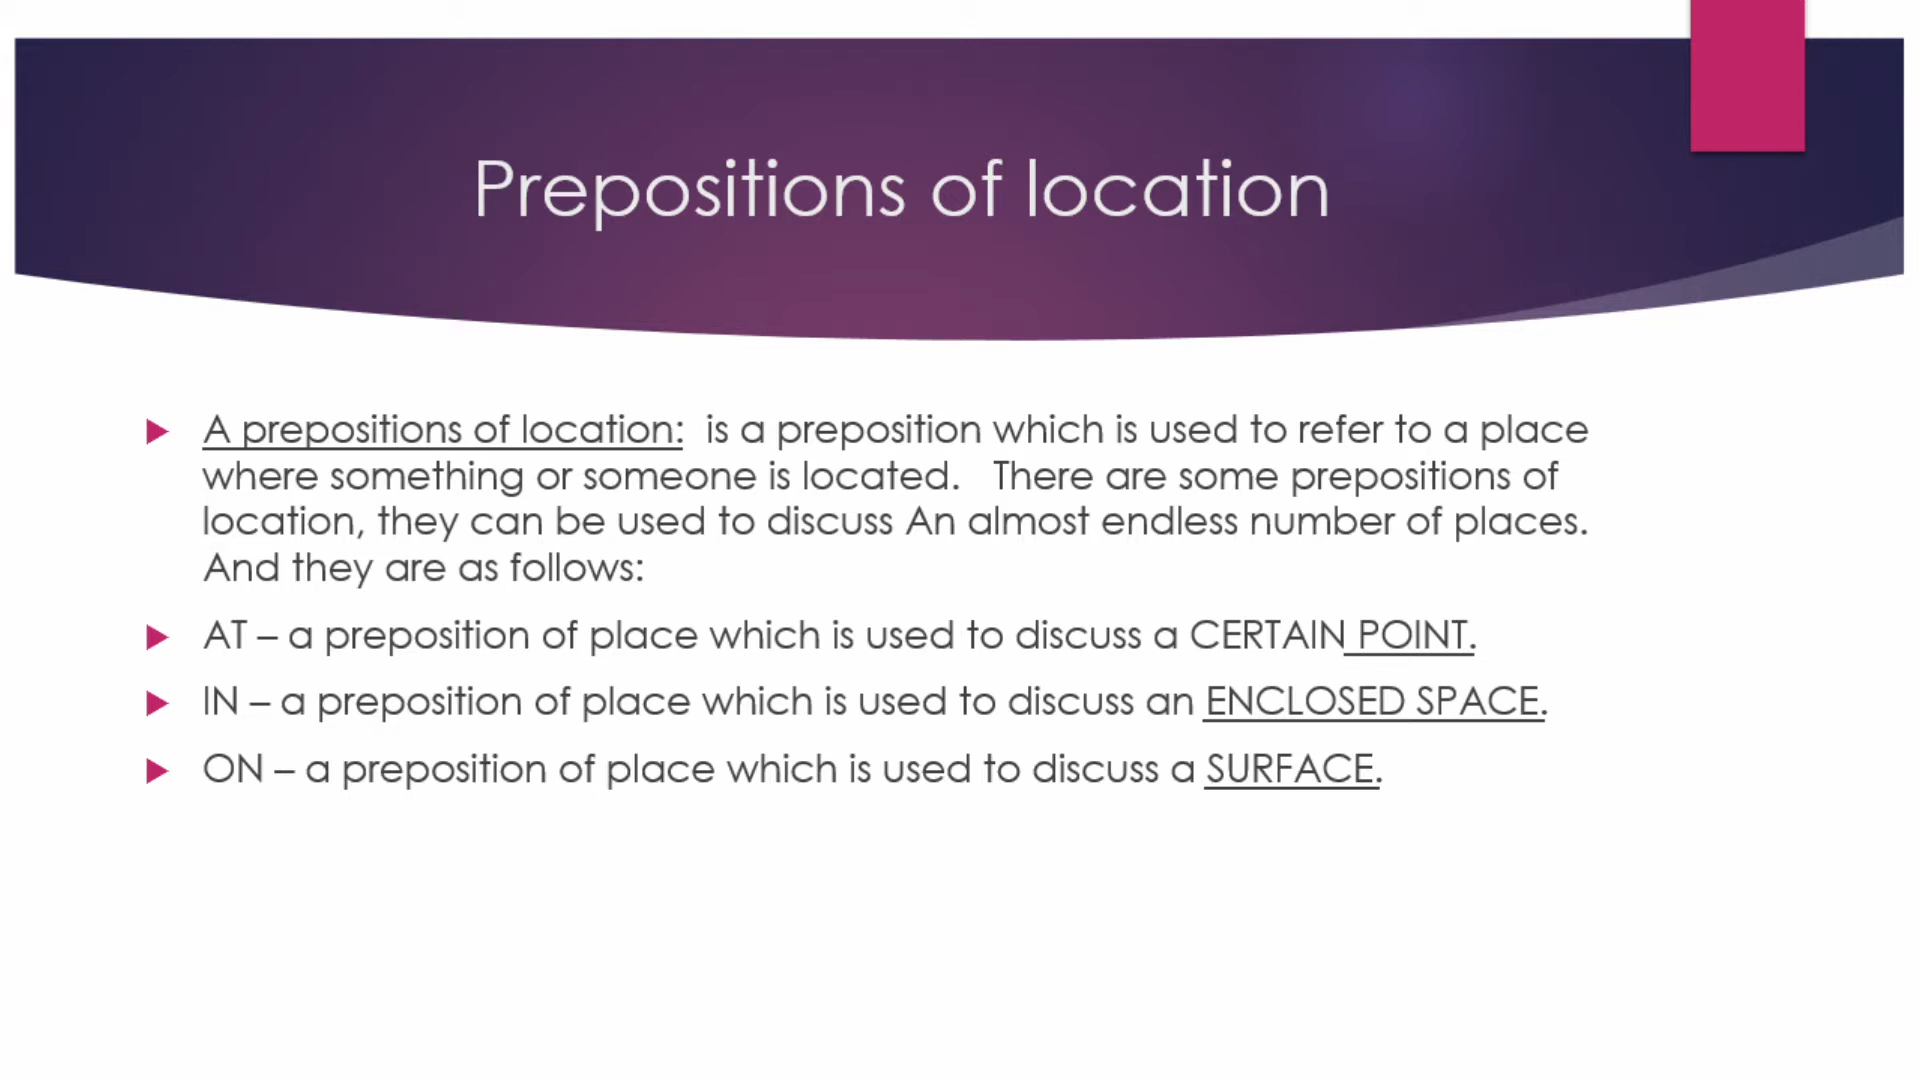 Prepositions of location
A prepositions of location:  is a preposition which is used to refer to a place
where something or someone is located.   There are some prepositions of
location, they can be used to discuss An almost endless number of places.
And they are as follows:
AT – a preposition of place which is used to discuss a CERTAIN POINT.
IN – a preposition of place which is used to discuss an ENCLOSED SPACE.
ON – a preposition of place which is used to discuss a SURFACE.